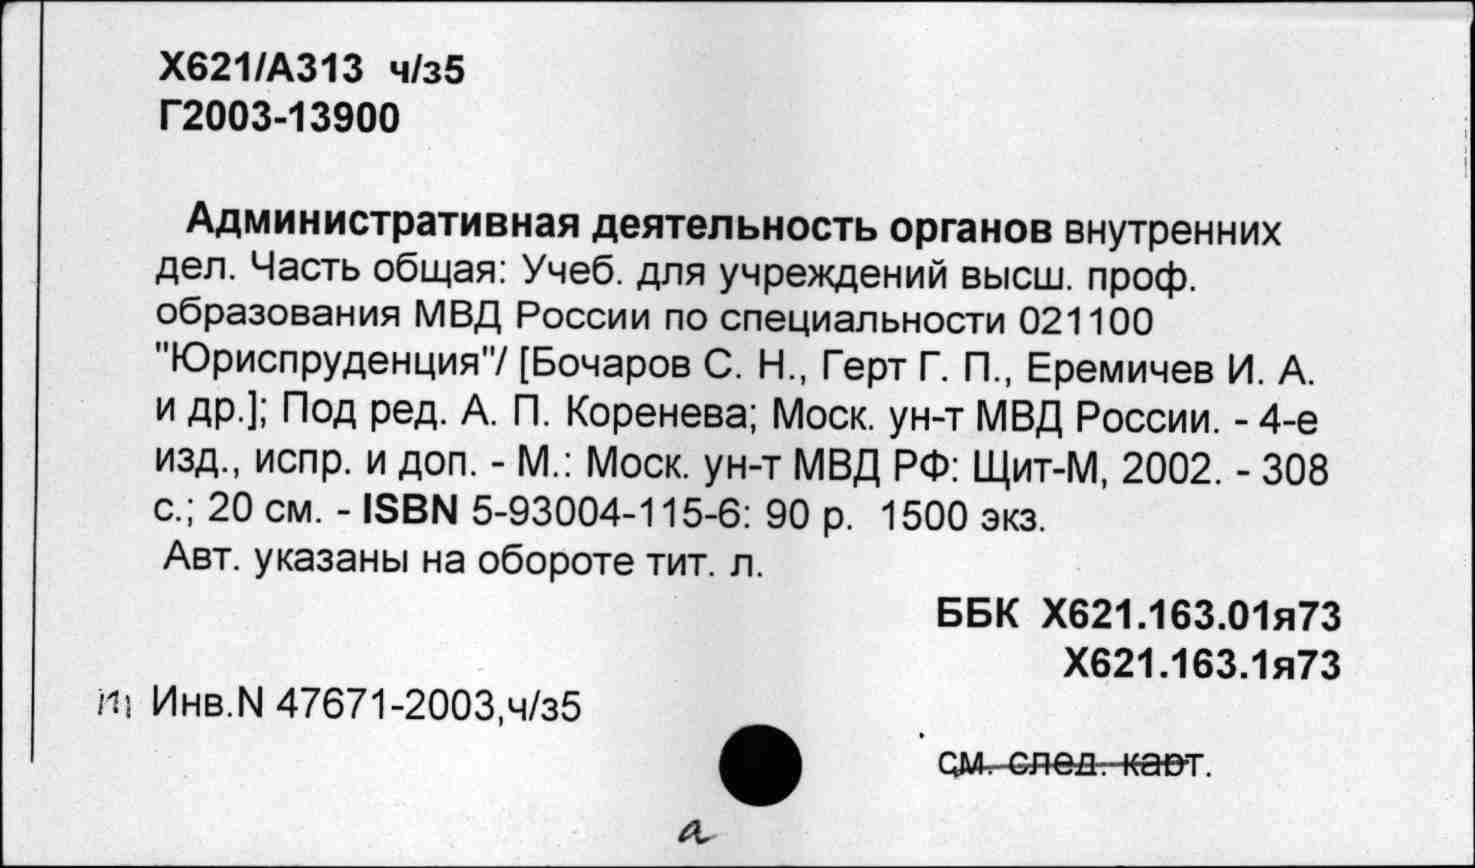 Х621/А313 ч/з5
Г2003-13900
Административная деятельность органов внутренних
дел. Часть общая: Учеб. для учреждений высш. проф.
образования МВД России по специальности 021100
"Юриспруденция"/ [Бочаров С. Н., Герт Г. П., Еремичев И. А.
и др.]; Под ред. А. П. Коренева; Моск. ун-т МВД России. - 4-е
изд., испр. и доп. - М.: Моск. ун-т МВД РФ: Щит-М, 2002. - 308
с.; 20 см. - ISBN 5-93004-115-6: 90 р. 1500 экз.
Авт. указаны на обороте тит. л.
ББК Х621.163.01я73
Х621.163.1я73
Инв.N 47671-2003,ч/з5
см. след. карт.
а